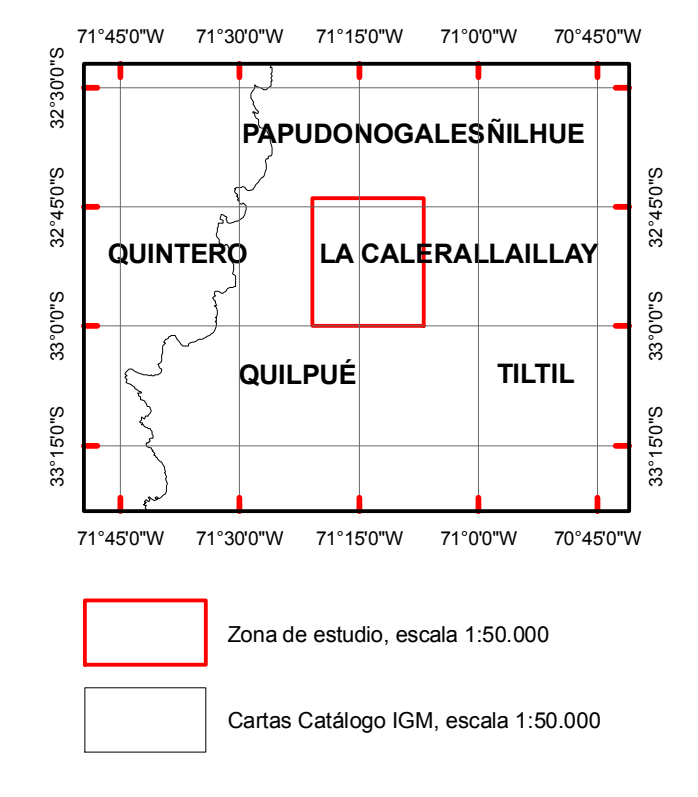 71°45'0"W 71°30'0"W 71°15'0"W 71°0'0"W 70°45'0"W
32°30'0"S
PAPUDONOGALESÑILHUE
32°45'0"S 32°45'0"S
QUINTERO LA CALERALLAILLAY
33°0'0"S 33°0'0"S
QUILPUÉ TILTIL
33°15'0"S 33°15'0"S
71°45'0"W 71°30'0"W 71°15'0"W 71°0'0"W 70°45'0"W
Zona de estudio, escala 1:50.000
Cartas Catálogo IGM, escala 1:50.000